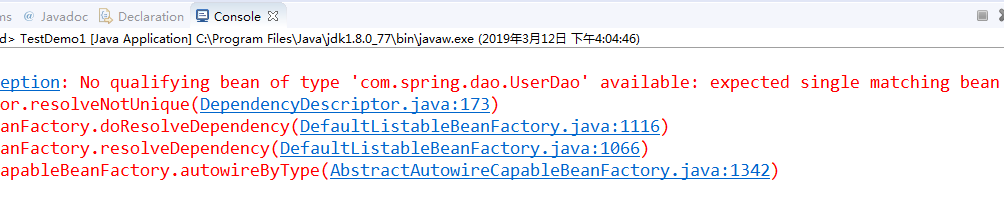 ms @ Javadoc Declaration Console
d> TestDemo1 [Java Application] C:\Program Files\Java\jdk1.8.0_77\bin\javaw.exe (2019年3月12日 下午4:04:46)
eption: No qualifying bean of type 'com.spring.dao.UserDao' available: expected single matching bean
or.resolveNotUnique(DependencyDescriptor.java:173)
anFactory.doResolveDependency(DefaultListableBeanFactory.java:1116)
anFactory.resolveDependency(DefaultListableBeanFactory.java:1066)
apableBeanFactory.autowireByType(AbstractAutowireCapableBeanFactory.java:1342)